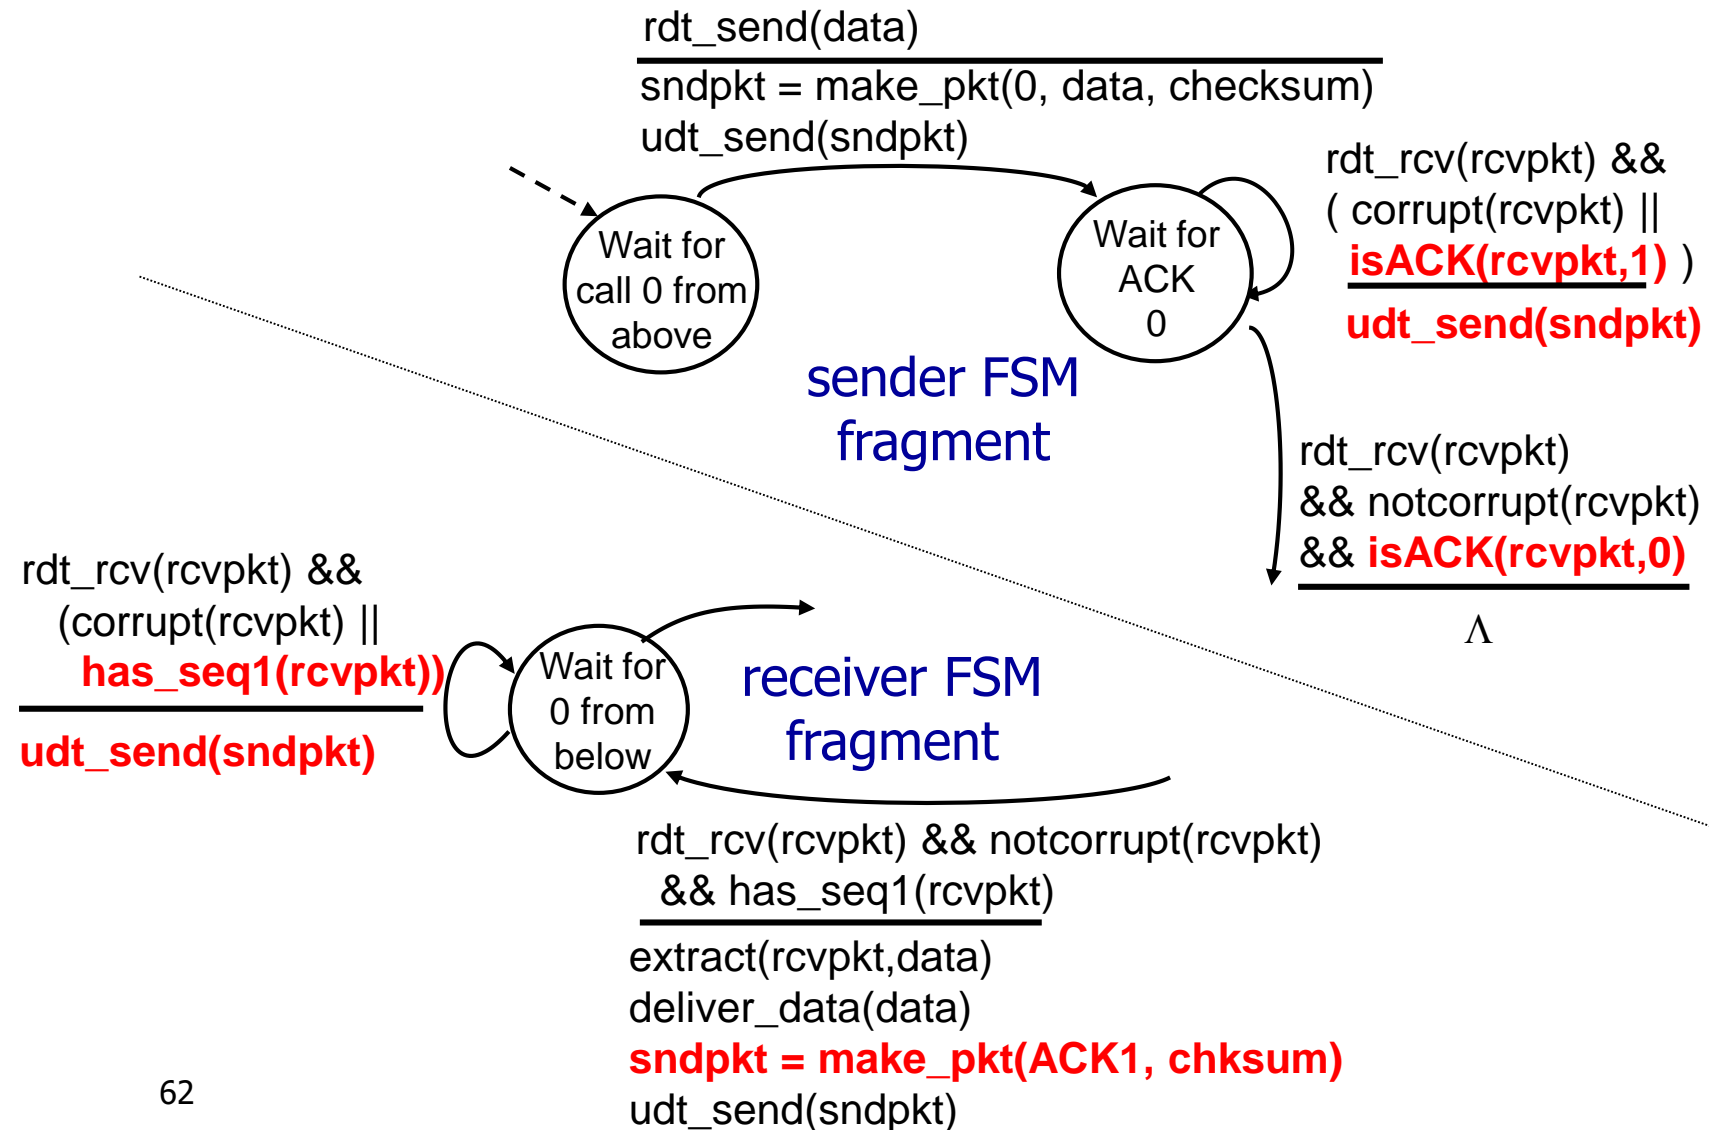 rdt_send(data)
sndpkt = make_pkt(0, data, checksum)
udt_send(sndpkt)
Wait for
call 0 from
above
Wait for
ACK
0
rdt_rcv(rcvpkt) &&
( corrupt(rcvpkt) ||
isACK(rcvpkt,1) )
udt_send(sndpkt)
sender FSM
fragment
rdt_rcv(rcvpkt)
&& notcorrupt(rcvpkt)
&& isACK(rcvpkt,0)
Λ
rdt_rcv(rcvpkt) &&
(corrupt(rcvpkt) ||
has_seq1(rcvpkt))
udt_send(sndpkt)
Wait for
0 from
below
receiver FSM
fragment
rdt_rcv(rcvpkt) && notcorrupt(rcvpkt)
&& has_seq1(rcvpkt)
extract(rcvpkt,data)
deliver_data(data)
sndpkt = make_pkt(ACK1, chksum)
udt_send(sndpkt)
62